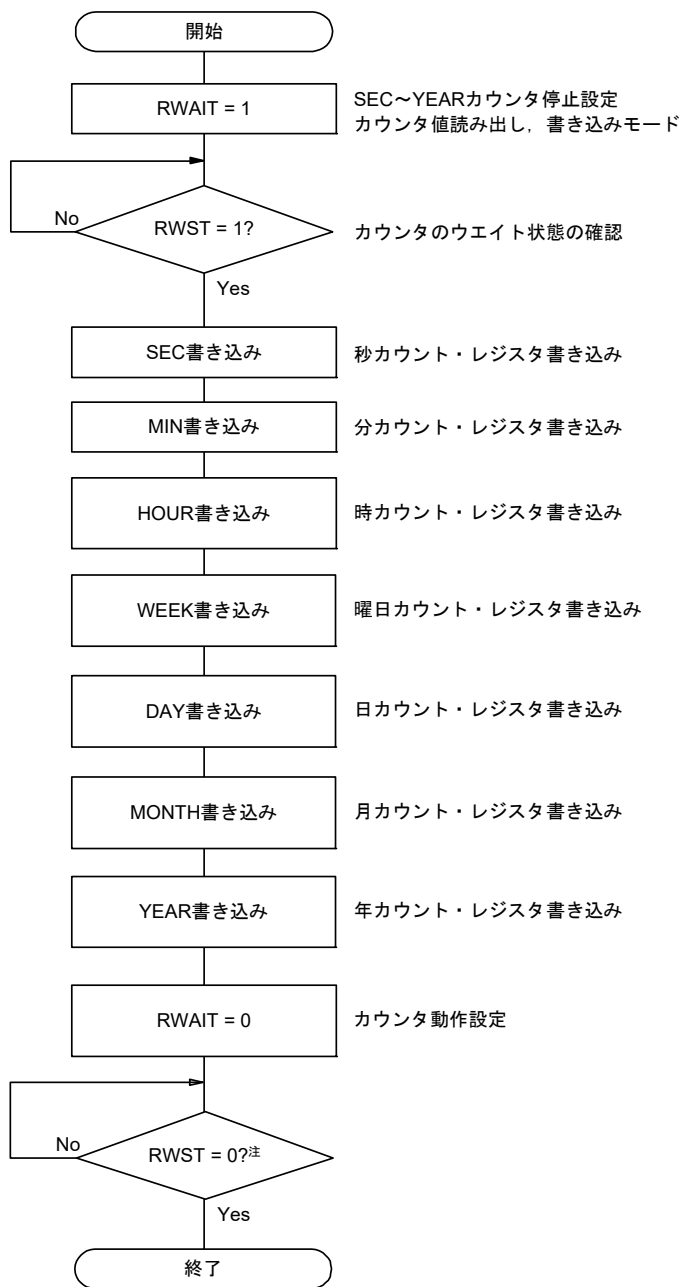 開始
RWAIT = 1
SEC～YEARカウンタ停止設定
カウンタ値読み出し，書き込みモード
No
RWST = 1?
カウンタのウエイト状態の確認
Yes
SEC書き込み
秒カウント・レジスタ書き込み
MIN書き込み
分カウント・レジスタ書き込み
HOUR書き込み
時カウント・レジスタ書き込み
WEEK書き込み
曜日カウント・レジスタ書き込み
DAY書き込み
日カウント・レジスタ書き込み
MONTH書き込み
月カウント・レジスタ書き込み
YEAR書き込み
年カウント・レジスタ書き込み
RWAIT = 0
カウンタ動作設定
No
RWST = 0?注
Yes
終了